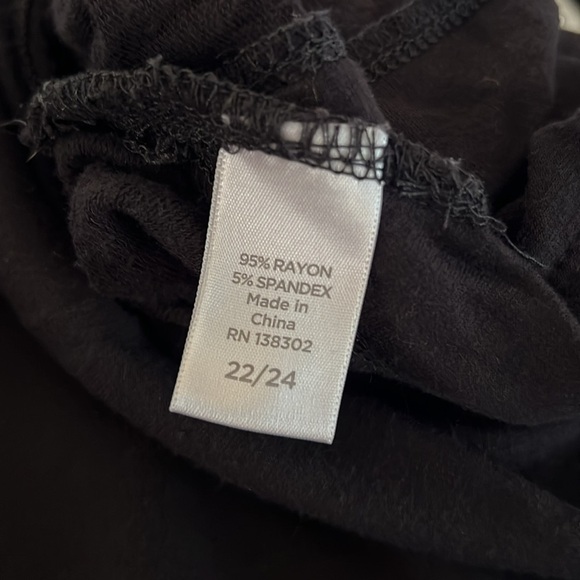 95% RAYON
5% SPANDEX
Made in
China
RN 138302
22/24